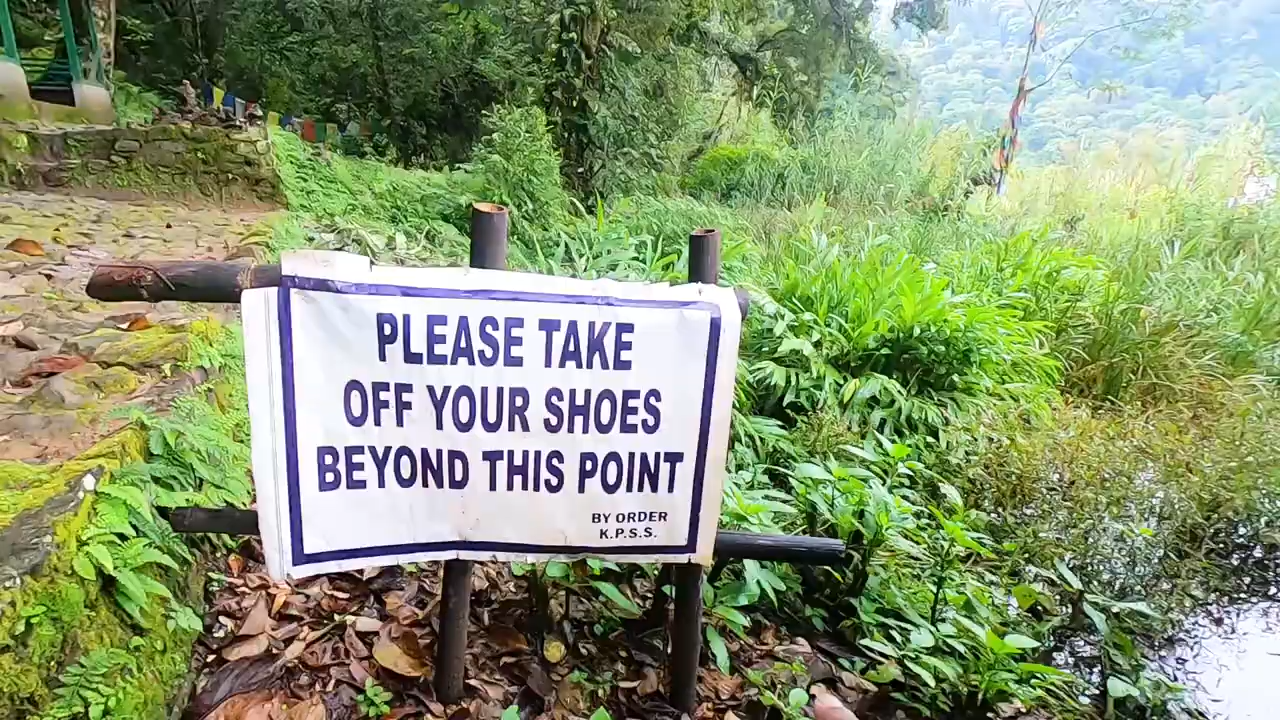 PLEASE TAKE
OFF YOUR SHOES
BEYOND THIS POINT
BY ORDER
K.P.S.S.